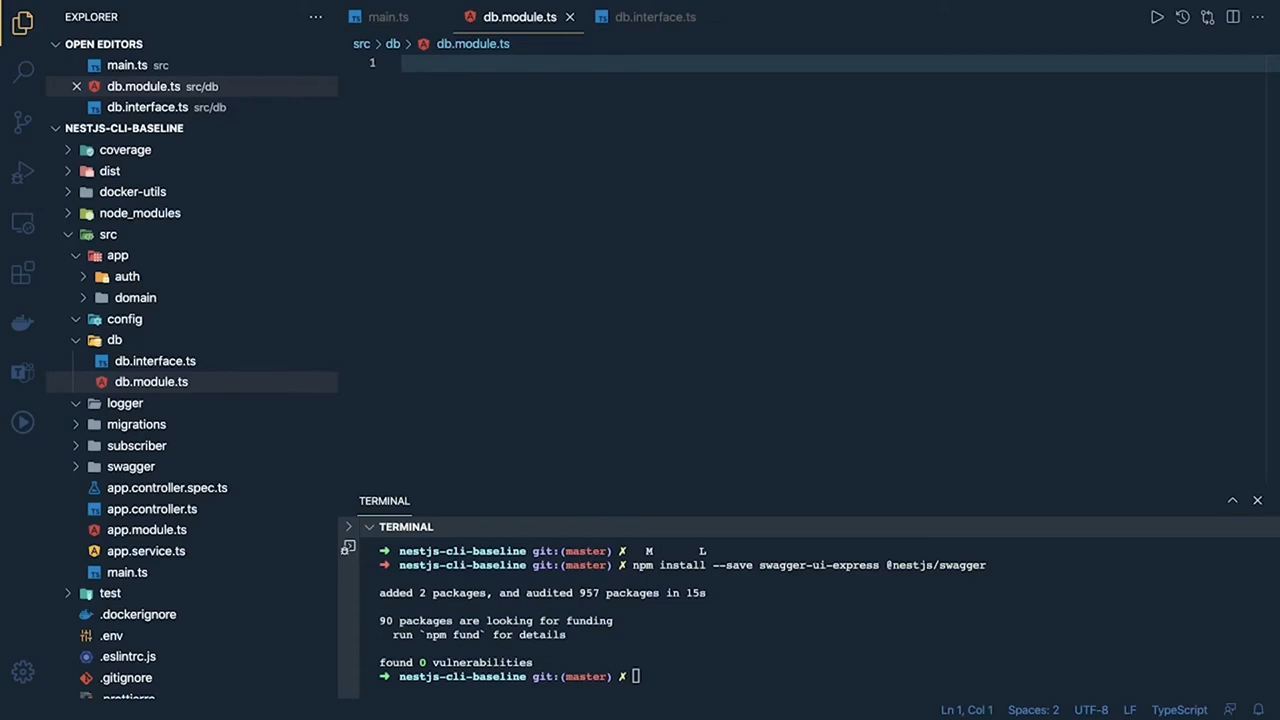 EXPLORER
main.ts
db.module.ts
db.interface.ts
OPEN EDITORS
src
db
db.module.ts
main.ts src
1
db.module.ts src/db
db.interface.ts src/db
NESTJS-CLI-BASELINE
coverage
dist
docker-utils
node_modules
src
app
auth
domain
config
db
db.interface.ts
db.module.ts
logger
migrations
subscriber
swagger
app.controller.spec.ts
app.controller.ts
app.module.ts
app.service.ts
main.ts
test
.dockerignore
.env
.eslintrc.js
.gitignore
.prettierrc
TERMINAL
TERMINAL
➜ nestjs-cli-baseline git:(master) ✗ M L
➜ nestjs-cli-baseline git:(master) ✗ npm install --save swagger-ui-express @nestjs/swagger
added 2 packages, and audited 957 packages in 15s
90 packages are looking for funding
run `npm fund` for details
found 0 vulnerabilities
➜ nestjs-cli-baseline git:(master) ✗
Ln 1, Col 1 Spaces: 2 UTF-8 LF TypeScript